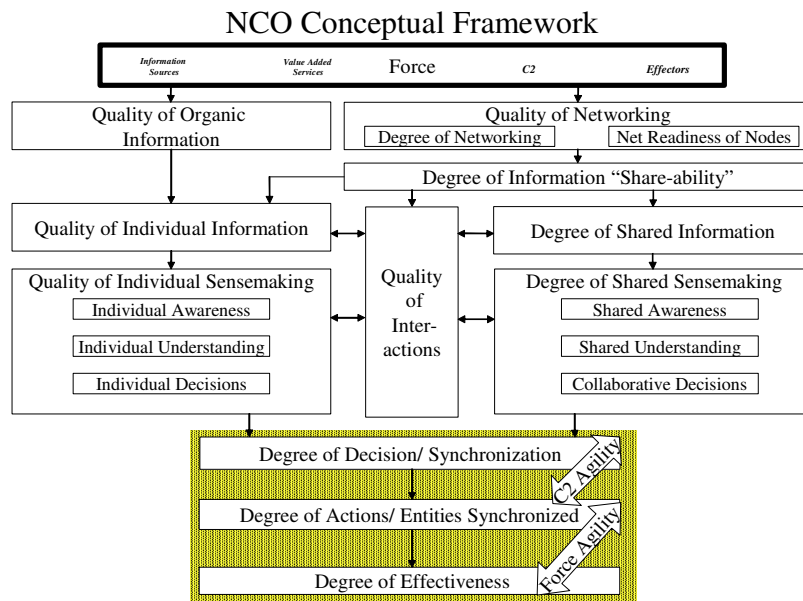 NCO Conceptual Framework
Information
Sources
Value Added
Services
Force
C2
Effectors
Quality of Organic
Information
Quality of Networking
Degree of Networking
Net Readiness of Nodes
Degree of Information “Share-ability”
Quality of Individual Information
Quality
of
Inter-
actions
Degree of Shared Information
Quality of Individual Sensemaking
Individual Awareness
Individual Understanding
Individual Decisions
Degree of Shared Sensemaking
Shared Awareness
Shared Understanding
Collaborative Decisions
Degree of Decision/ Synchronization
C2 Agility
Degree of Actions/ Entities Synchronized
Force Agility
Degree of Effectiveness